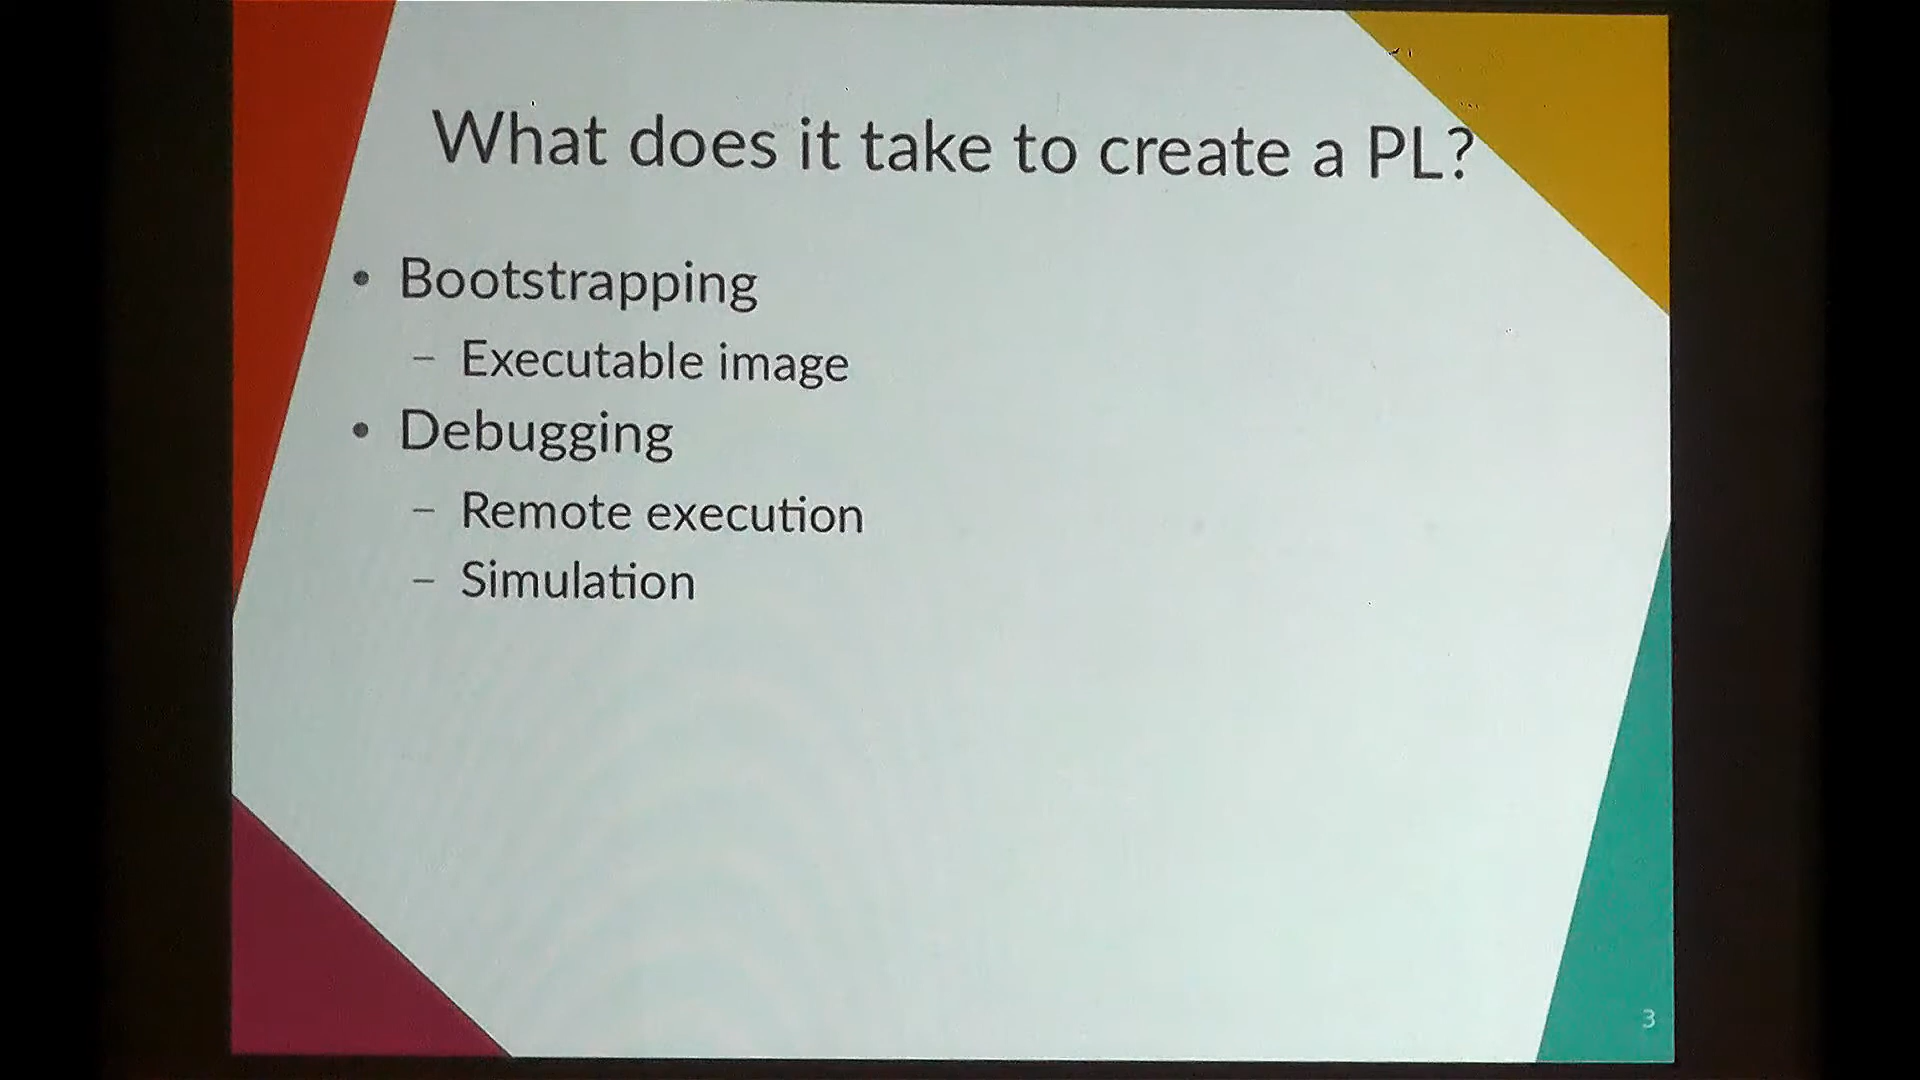 What does it take to create a PL?
• Bootstrapping
– Executable image
• Debugging
– Remote execution
– Simulation
3